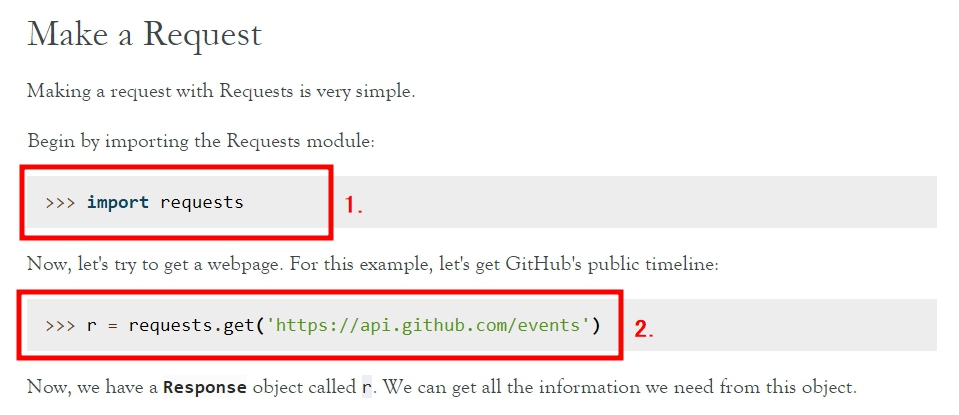 Make a Request
Making a request with Requests is very simple.
Begin by importing the Requests module:
>>> import requests
1.
Now, let's try to get a webpage. For this example, let's get GitHub's public timeline:
>>> r = requests.get('https://api.github.com/events')
2.
Now, we have a Response object called r. We can get all the information we need from this object.